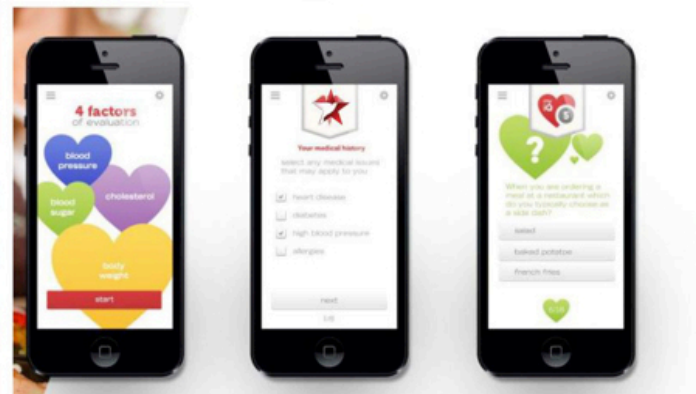 4 factors
of evaluation
blood
pressure
cholesterol
blood
sugar
body
weight
start
Your medical history
select any medical issues
that may apply to you
heart disease
diabetes
high blood pressure
allergies
next
?
When you are ordering a
meal at a restaurant which
do you typically choose as
a side dish?
salad
baked potatoe
french fries